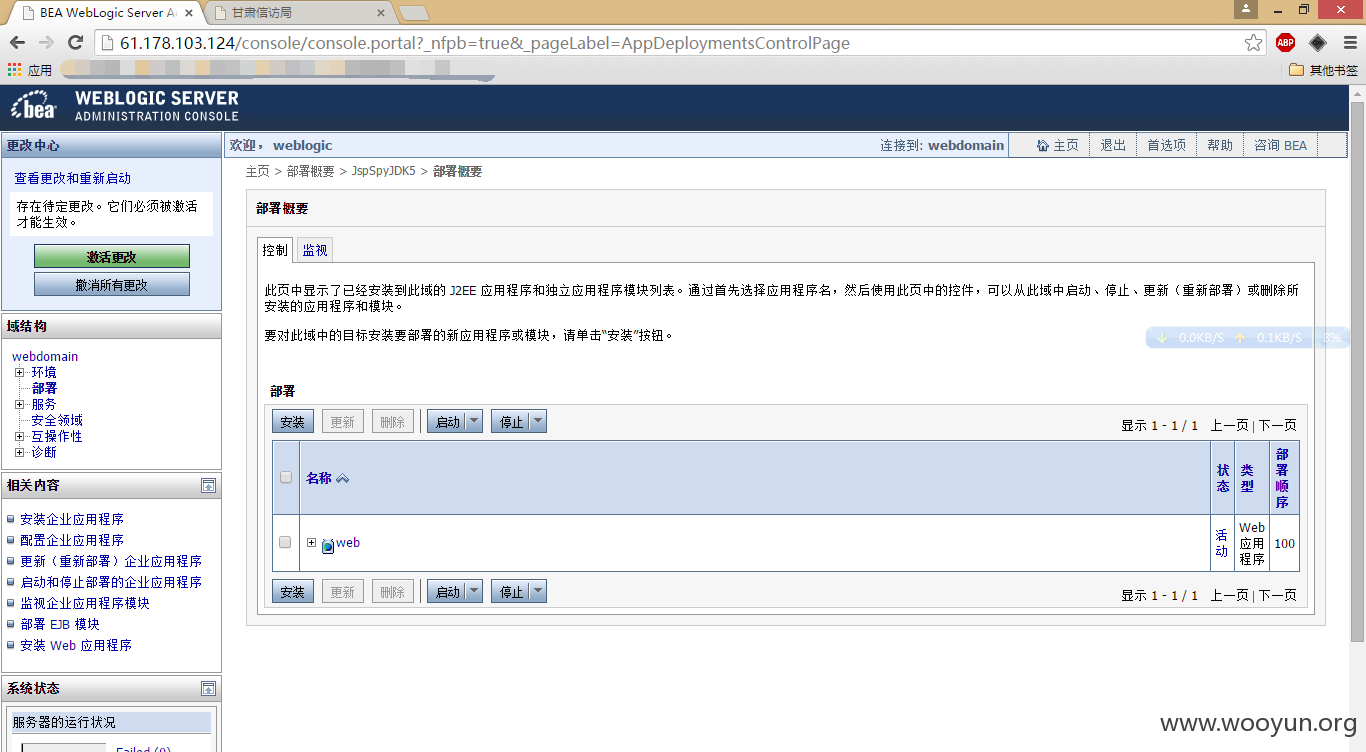 BEA WebLogic Server A
甘肃信访局
61.178.103.124/console/console.portal?_nfpb=true&_pageLabel=AppDeploymentsControlPage
ABP
应用
其他书签
bea
WEBLOGIC SERVER
ADMINISTRATION CONSOLE
更改中心
查看更改和重新启动
存在待定更改。它们必须被激活
才能生效。
激活更改
撤消所有更改
域结构
webdomain
环境
部署
服务
安全领域
互操作性
诊断
相关内容
安装企业应用程序
配置企业应用程序
更新（重新部署）企业应用程序
启动和停止部署的企业应用程序
监视企业应用程序模块
部署 EJB 模块
安装 Web 应用程序
系统状态
服务器的运行状况
Failed (0)
欢迎， weblogic
连接到: webdomain
主页
退出
首选项
帮助
咨询 BEA
主页 > 部署概要 > JspSpyJDK5 > 部署概要
部署概要
控制
监视
此页中显示了已经安装到此域的 J2EE 应用程序和独立应用程序模块列表。通过首先选择应用程序名，然后使用此页中的控件，可以从此域中启动、停止、更新（重新部署）或删除所
安装的应用程序和模块。
要对此域中的目标安装要部署的新应用程序或模块，请单击“安装”按钮。
0.0KB/S 0.1KB/S 3%
部署
安装 更新 删除 启动 停止
显示 1 - 1 / 1 上一页 | 下一页
名称
状态
类型
部署顺序
web
活动
Web
应用
程序
100
安装 更新 删除 启动 停止
显示 1 - 1 / 1 上一页 | 下一页
www.wooyun.org